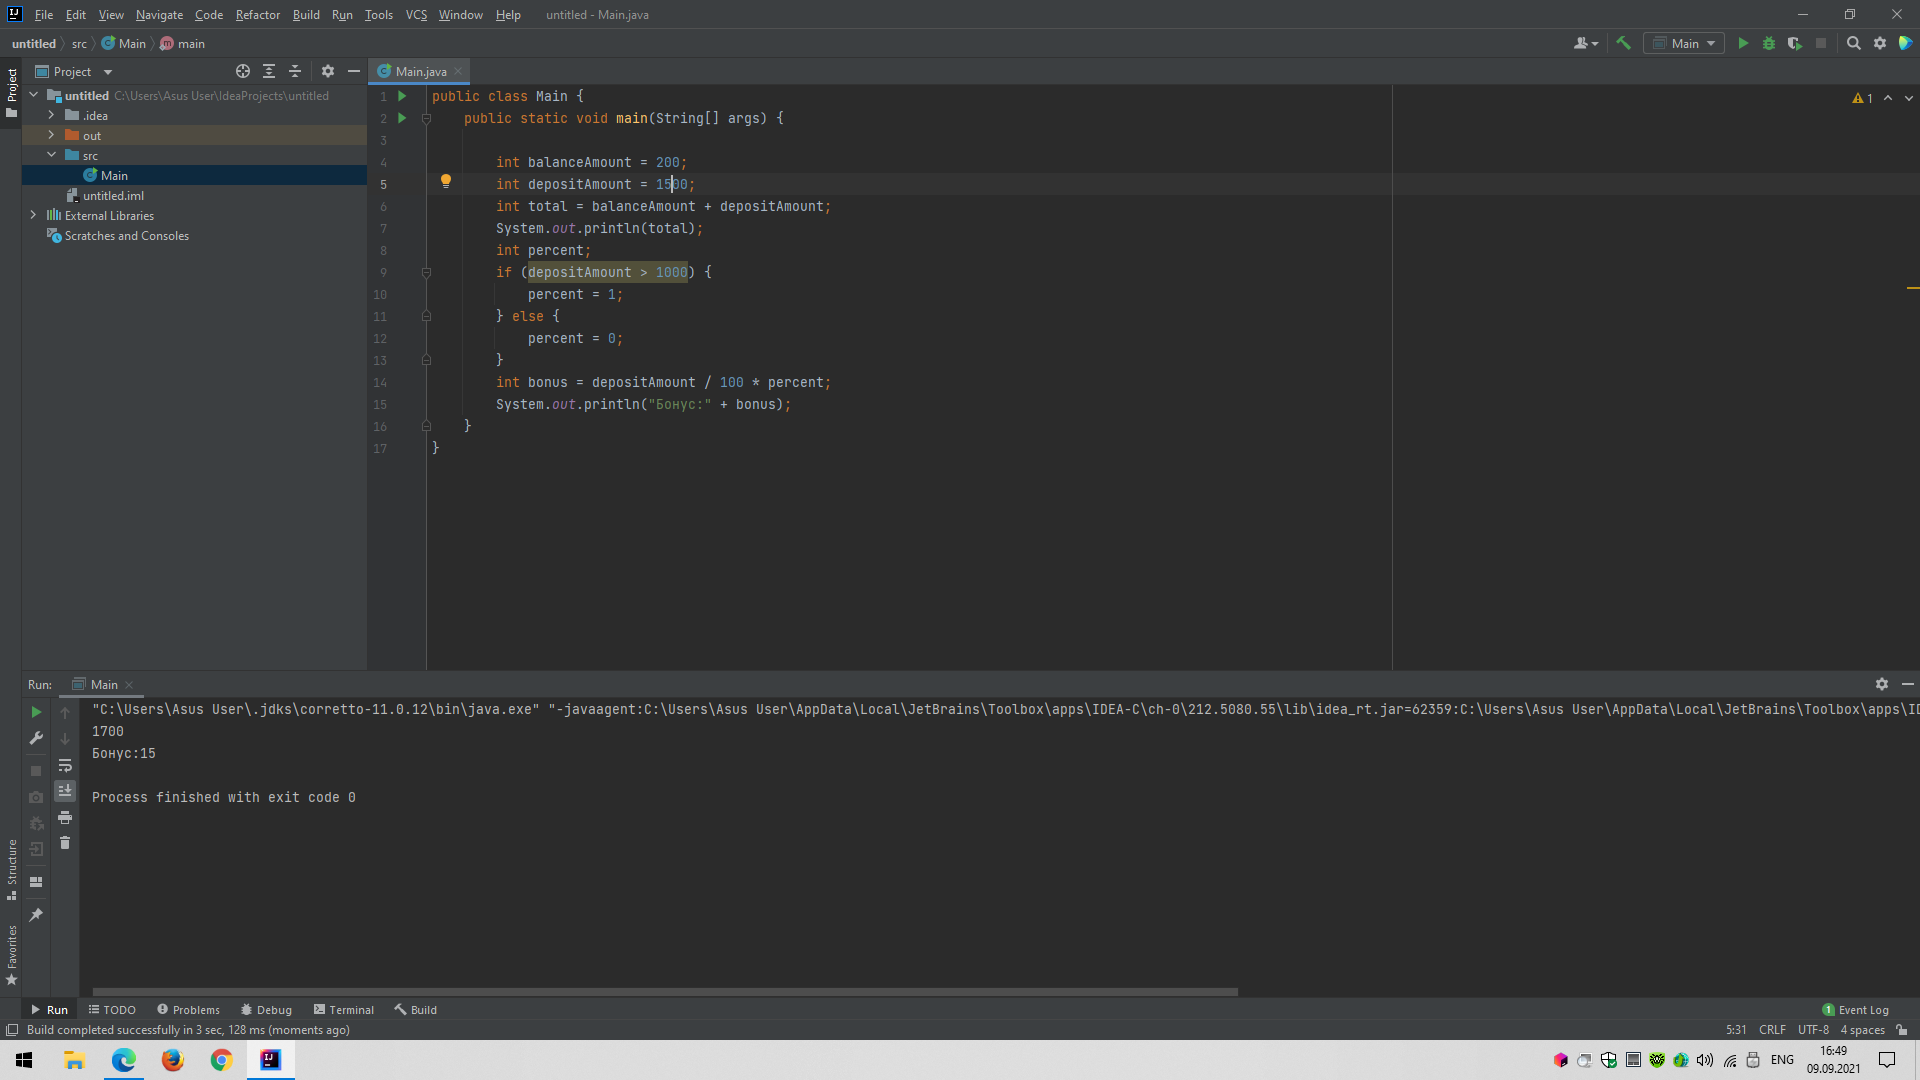 File Edit View Navigate Code Refactor Build Run Tools VCS Window Help untitled - Main.java
untitled src Main main
Main
Project
Main.java
Project
untitled C:\Users\Asus User\IdeaProjects\untitled
.idea
out
src
Main
untitled.iml
External Libraries
Scratches and Consoles
1 public class Main {
2 public static void main(String[] args) {
3
4 int balanceAmount = 200;
5 int depositAmount = 1500;
6 int total = balanceAmount + depositAmount;
7 System.out.println(total);
8 int percent;
9 if (depositAmount > 1000) {
10 percent = 1;
11 } else {
12 percent = 0;
13 }
14 int bonus = depositAmount / 100 * percent;
15 System.out.println("Бонус:" + bonus);
16 }
17 }
1
Run: Main
"C:\Users\Asus User\.jdks\corretto-11.0.12\bin\java.exe" "-javaagent:C:\Users\Asus User\AppData\Local\JetBrains\Toolbox\apps\IDEA-C\ch-0\212.5080.55\lib\idea_rt.jar=62359:C:\Users\Asus User\AppData\Local\JetBrains\Toolbox\apps\ID
1700
Бонус:15
Process finished with exit code 0
Structure
Favorites
Run TODO Problems Debug Terminal Build
1 Event Log
Build completed successfully in 3 sec, 128 ms (moments ago)
5:31 CRLF UTF-8 4 spaces
ENG
16:49
09.09.2021